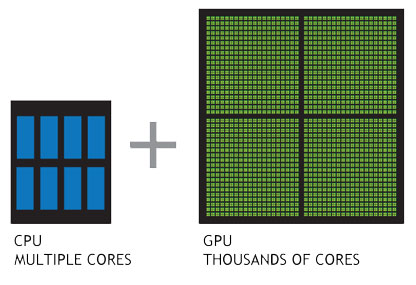 CPU
MULTIPLE CORES
GPU
THOUSANDS OF CORES